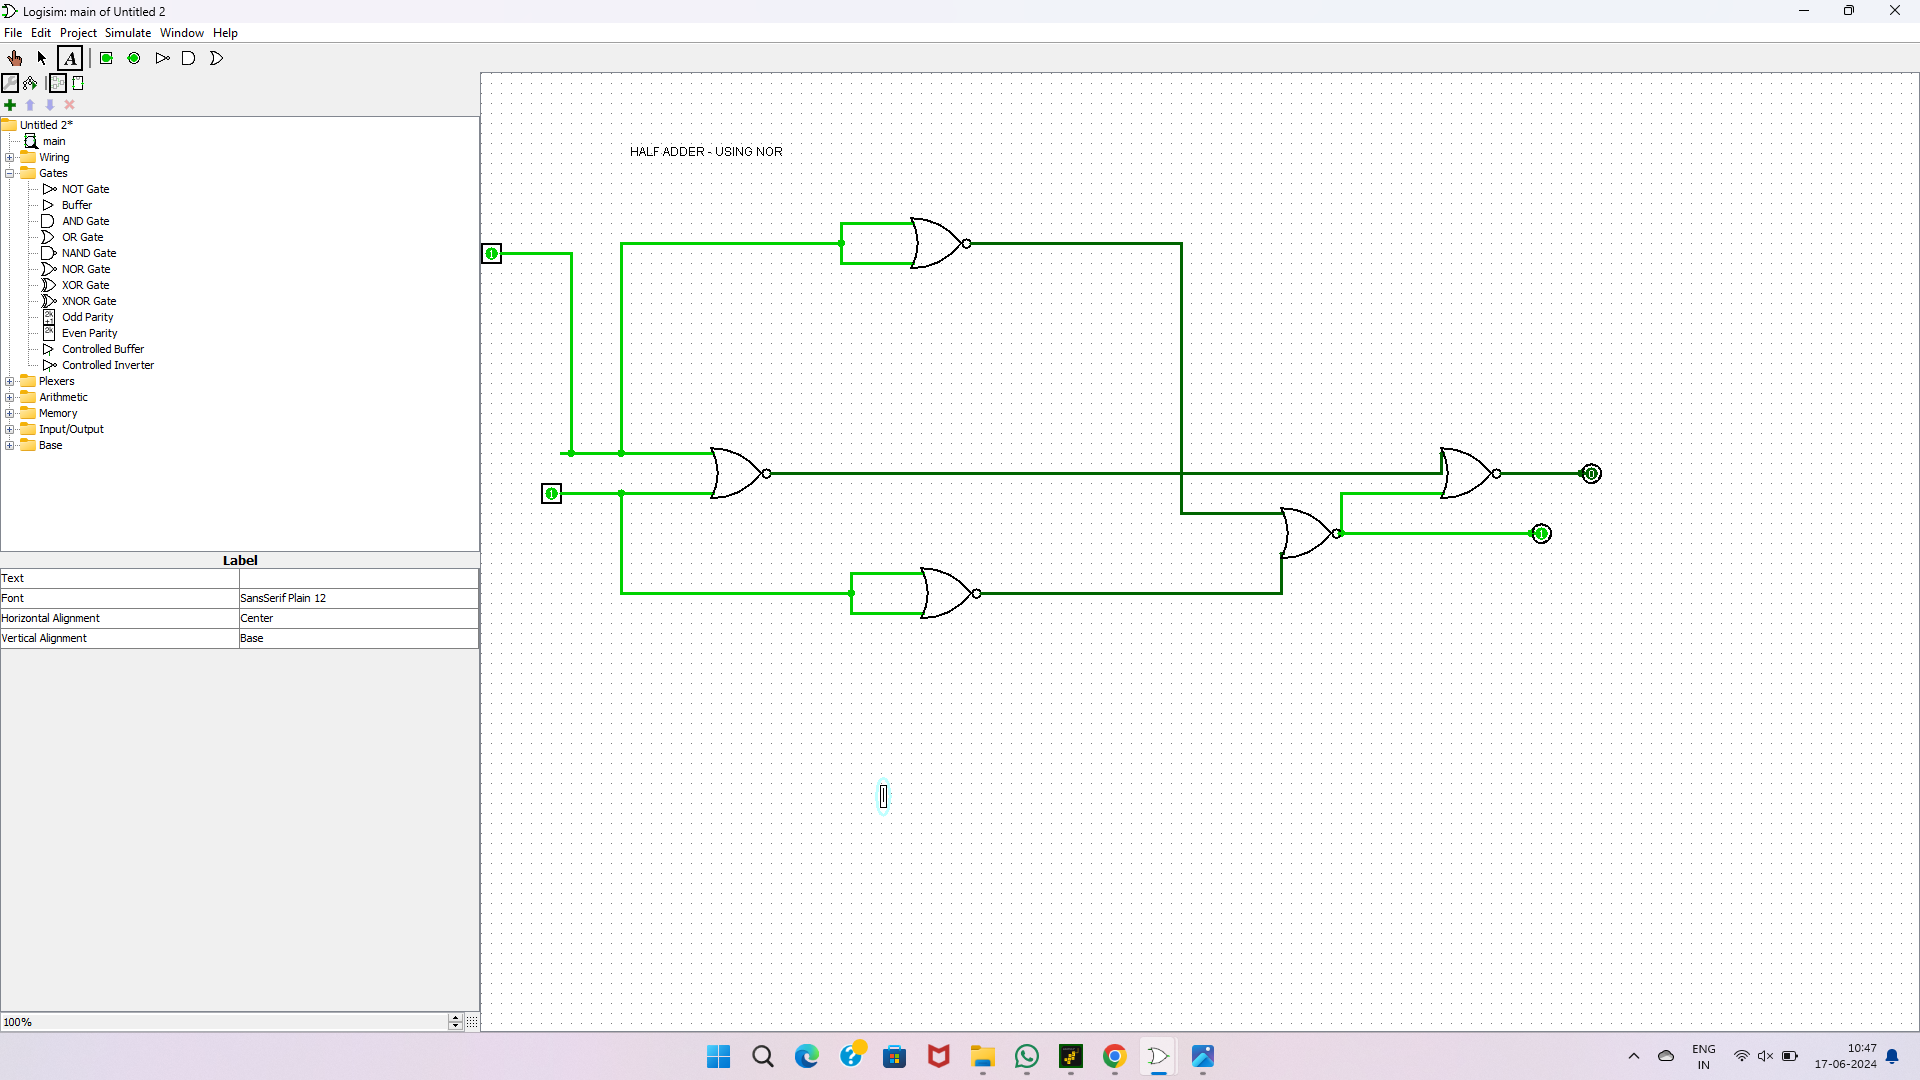 Logisim: main of Untitled 2
File Edit Project Simulate Window Help
A
Untitled 2*
main
Wiring
Gates
NOT Gate
Buffer
AND Gate
OR Gate
NAND Gate
NOR Gate
XOR Gate
XNOR Gate
Odd Parity
Even Parity
Controlled Buffer
Controlled Inverter
Plexers
Arithmetic
Memory
Input/Output
Base
Label
Text
Font SansSerif Plain 12
Horizontal Alignment Center
Vertical Alignment Base
100%
HALF ADDER - USING NOR
1
1
0
1
ENG
IN
10:47
17-06-2024